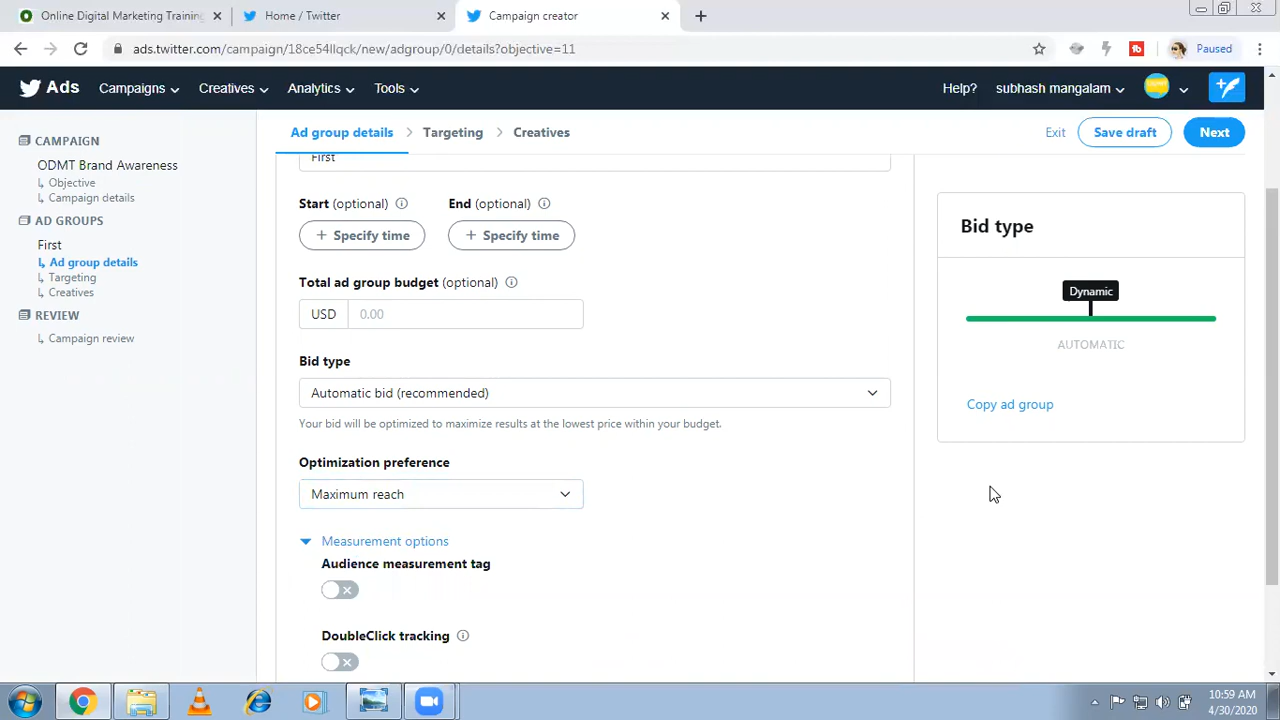 Online Digital Marketing Training
Home / Twitter
Campaign creator
ads.twitter.com/campaign/18ce54llqck/new/adgroup/0/details?objective=11
Paused
Ads
Campaigns
Creatives
Analytics
Tools
Help?
subhash mangalam
CAMPAIGN
ODMT Brand Awareness
Objective
Campaign details
AD GROUPS
First
Ad group details
Targeting
Creatives
REVIEW
Campaign review
Ad group details
Targeting
Creatives
Exit
Save draft
Next
First
Start (optional)
End (optional)
+ Specify time
+ Specify time
Total ad group budget (optional)
USD
0.00
Bid type
Automatic bid (recommended)
Your bid will be optimized to maximize results at the lowest price within your budget.
Optimization preference
Maximum reach
Measurement options
Audience measurement tag
DoubleClick tracking
Bid type
Dynamic
AUTOMATIC
Copy ad group
10:59 AM
4/30/2020